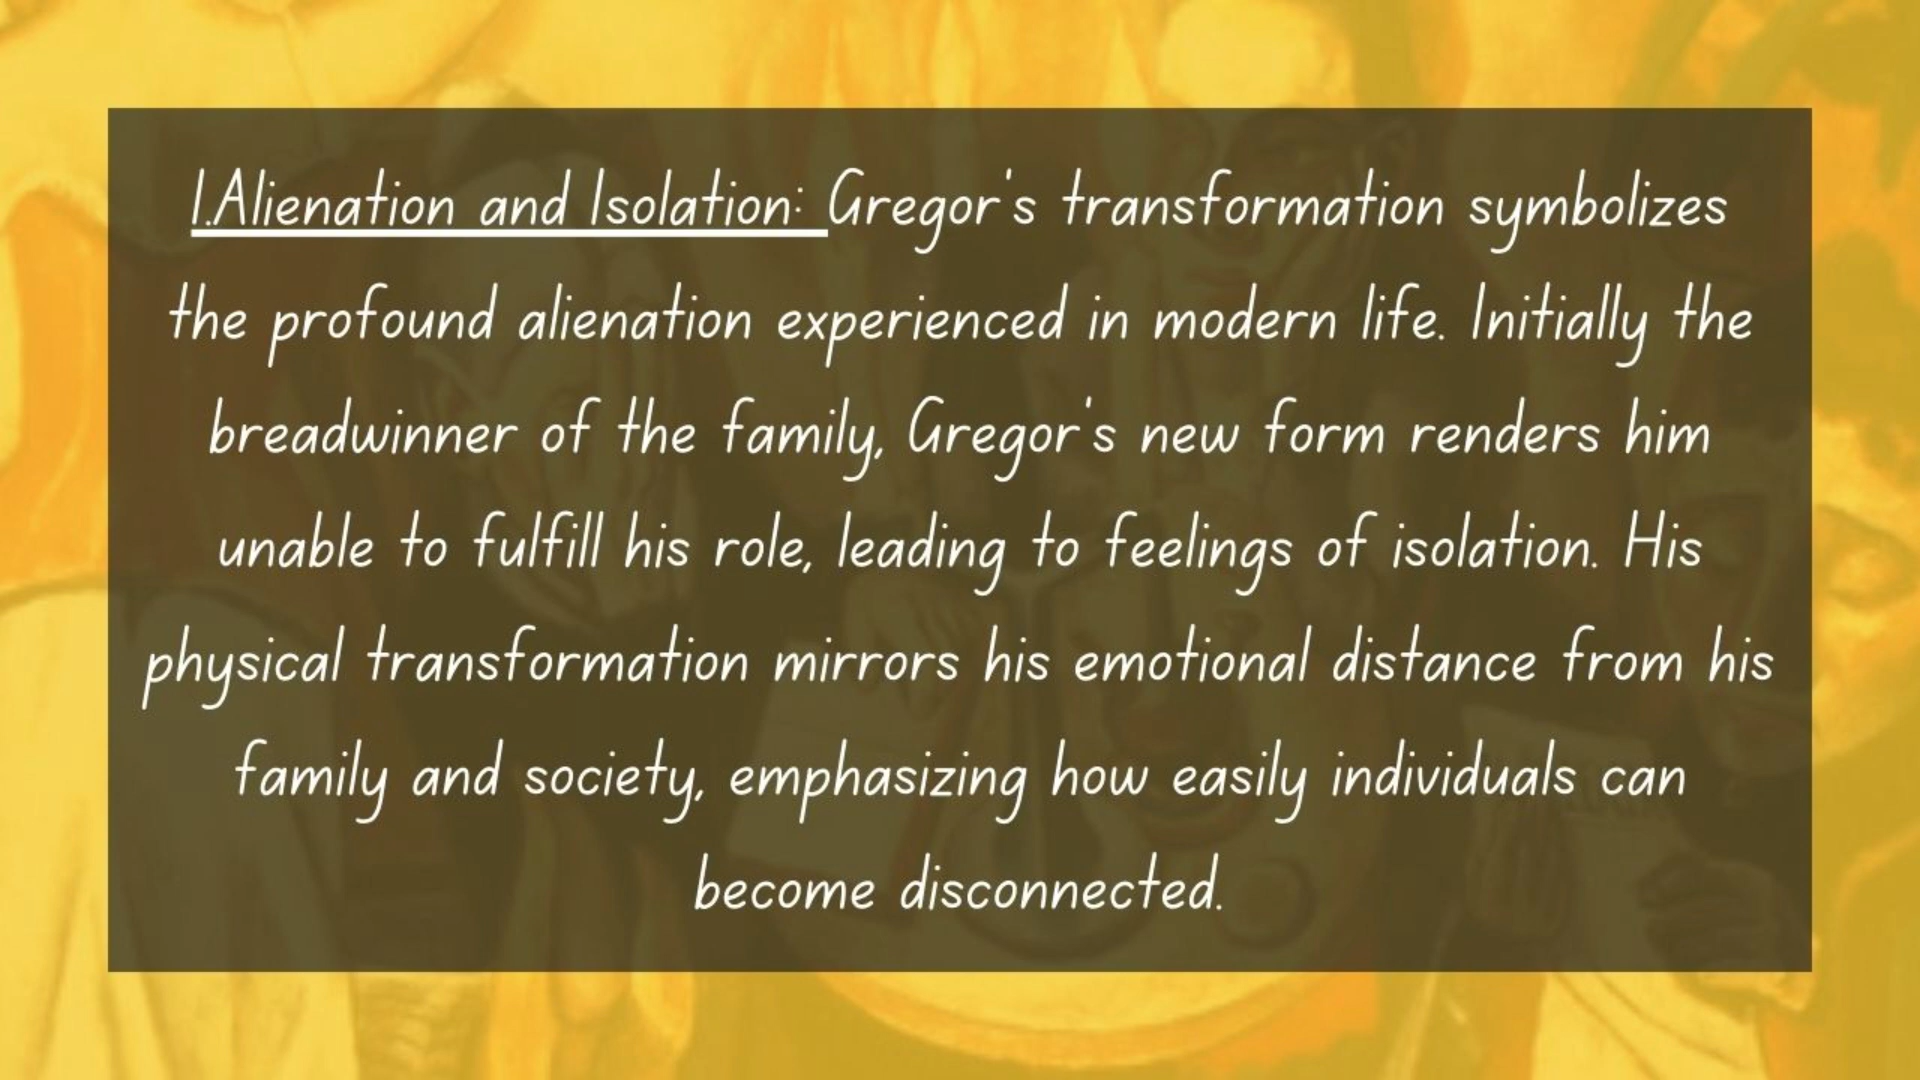 1.Alienation and Isolation: Gregor's transformation symbolizes
the profound alienation experienced in modern life. Initially the
breadwinner of the family, Gregor's new form renders him
unable to fulfill his role, leading to feelings of isolation. His
physical transformation mirrors his emotional distance from his
family and society, emphasizing how easily individuals can
become disconnected.